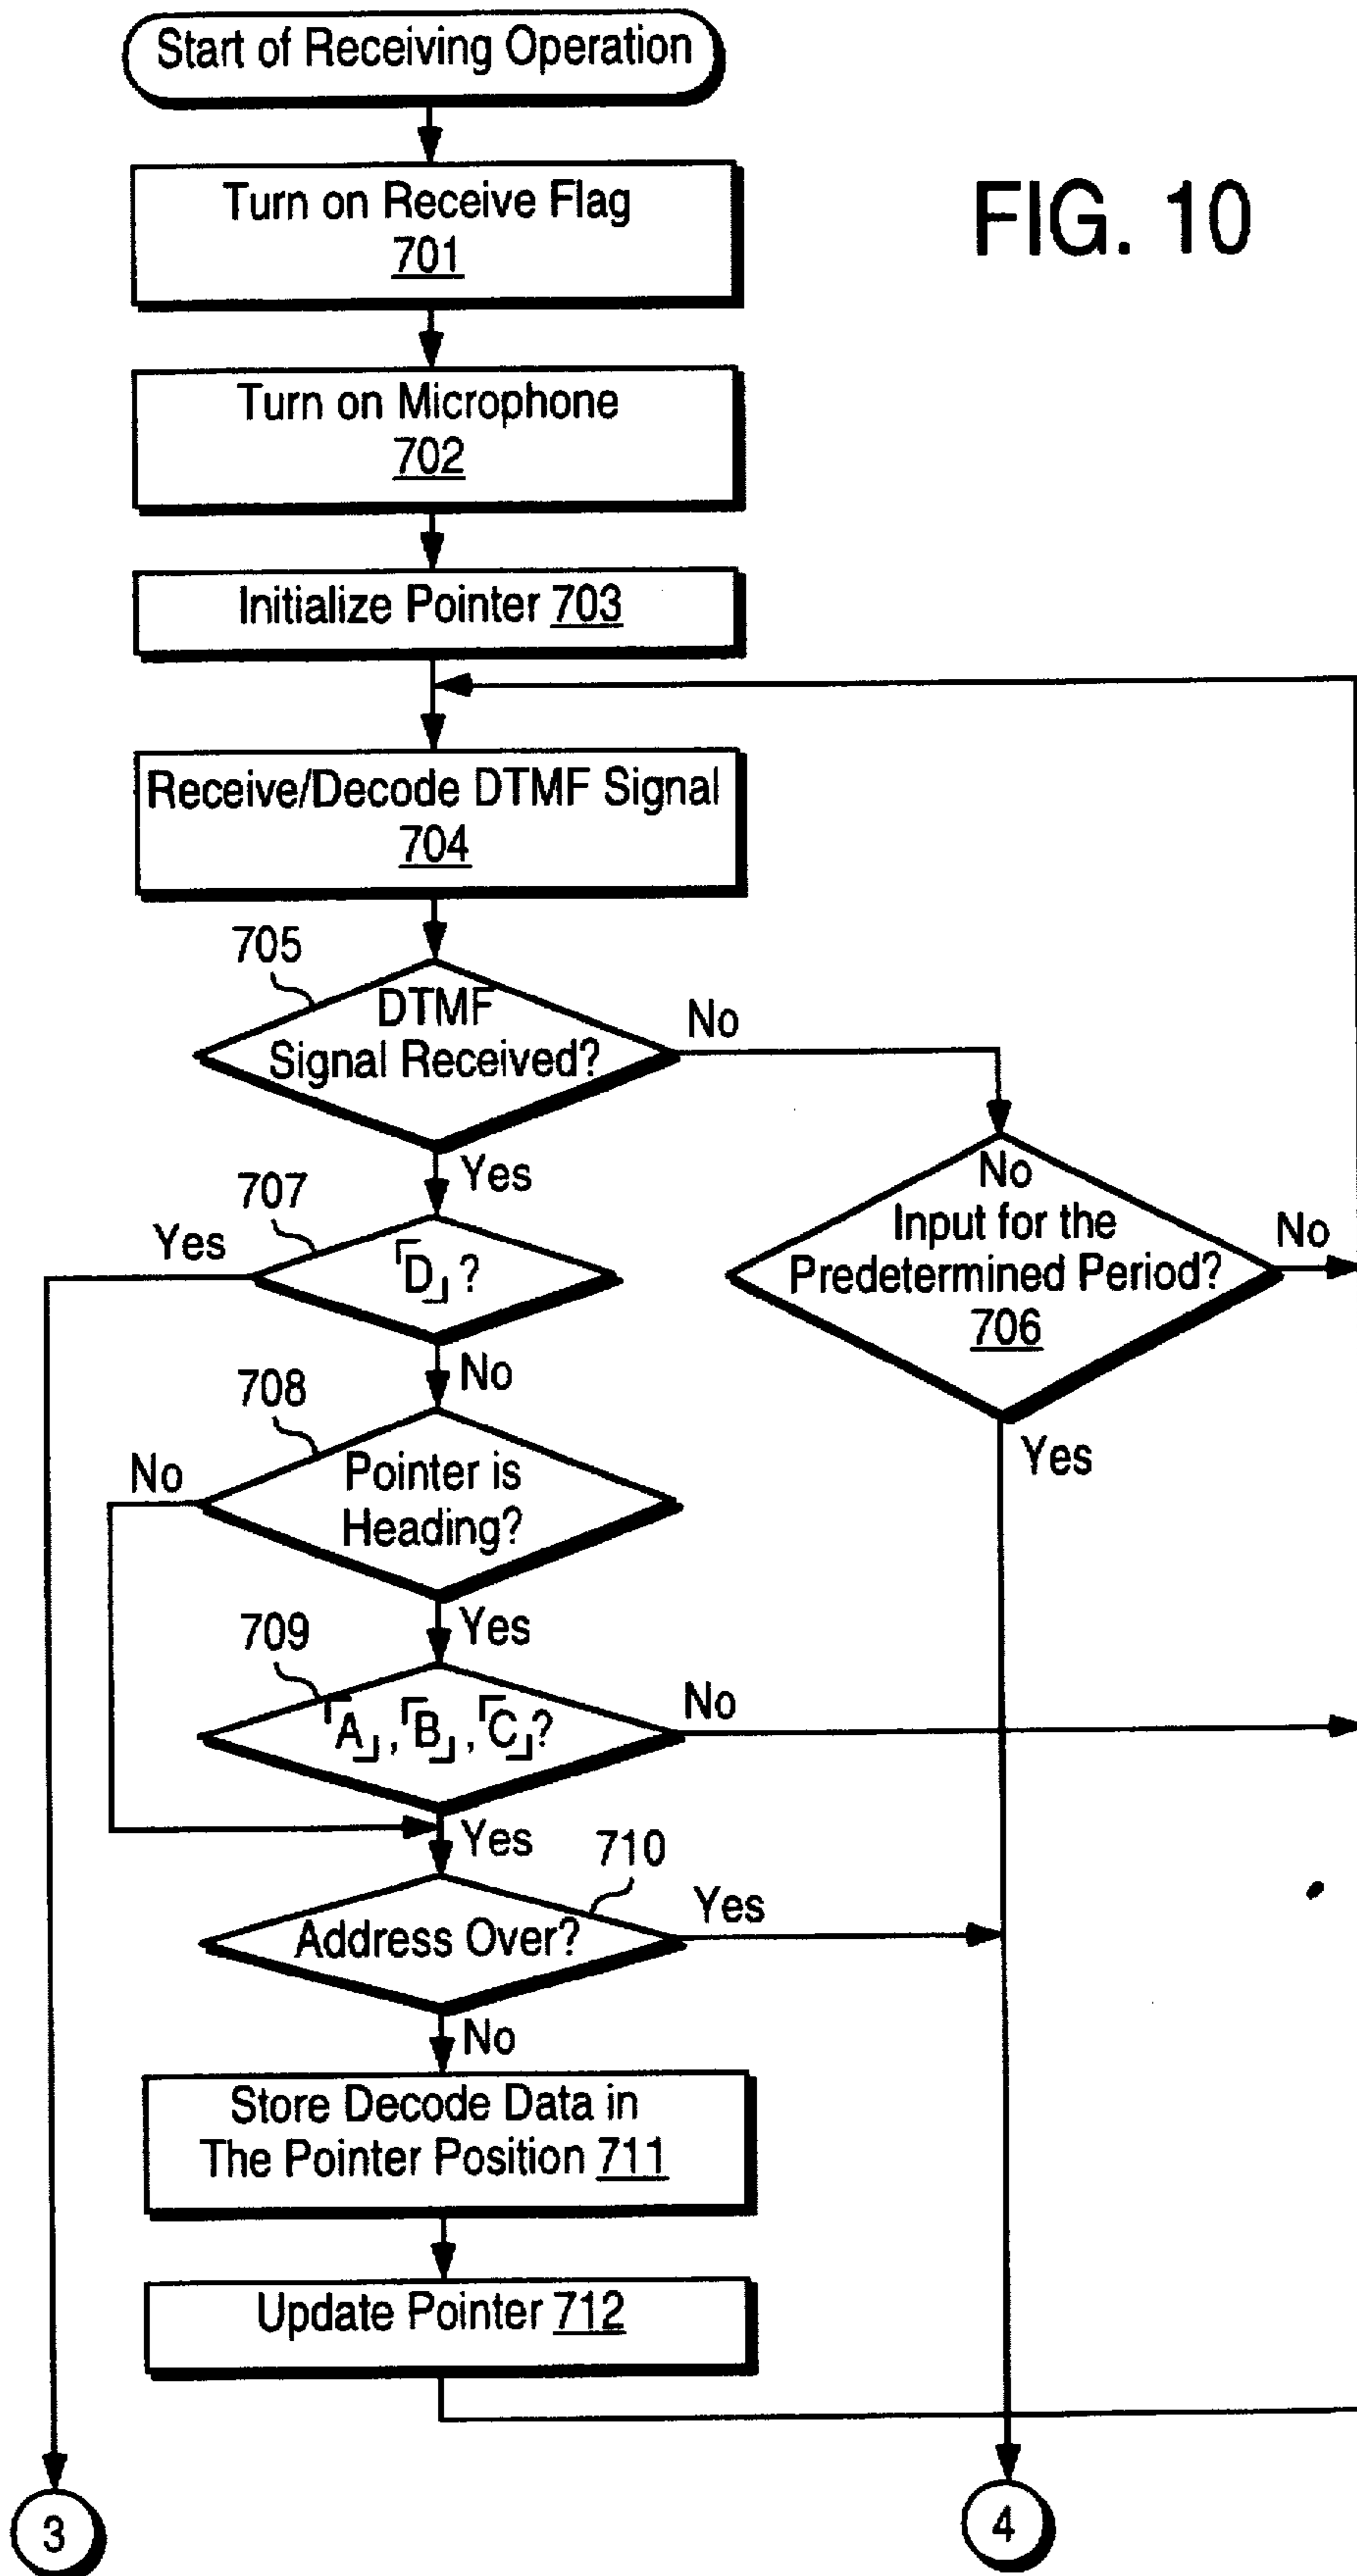 Start of Receiving Operation
FIG. 10
Turn on Receive Flag
701
Turn on Microphone
702
Initialize Pointer 703
Receive/Decode DTMF Signal
704
705
DTMF
Signal Received?
No
Yes
No
Input for the
Predetermined Period?
706
No
Yes
707
Yes
「D」?
No
708
No
Pointer is
Heading?
Yes
709
「A」,「B」,「C」?
No
Yes
710
Address Over?
Yes
No
Store Decode Data in
The Pointer Position 711
Update Pointer 712
3
4